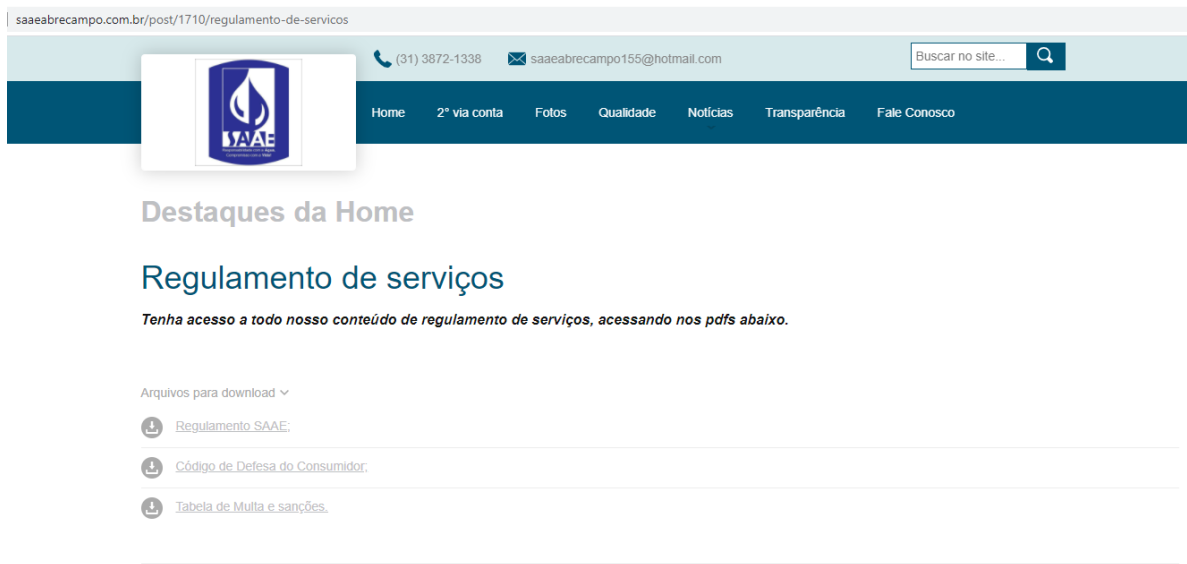 saaeabrecampo.com.br/post/1710/regulamento-de-servicos
(31) 3872-1338 saaeabrecampo155@hotmail.com Buscar no site...
SAAE
Home 2° via conta Fotos Qualidade Notícias Transparência Fale Conosco
Destaques da Home
Regulamento de serviços
Tenha acesso a todo nosso conteúdo de regulamento de serviços, acessando nos pdfs abaixo.
Arquivos para download
Regulamento SAAE;
Código de Defesa do Consumidor;
Tabela de Multa e sanções.